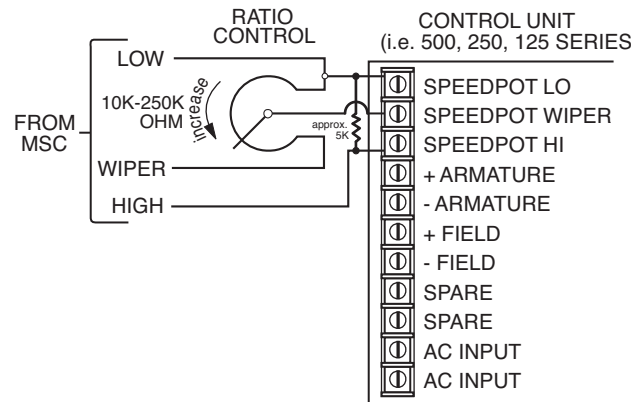 RATIO
CONTROL
CONTROL UNIT
(i.e. 500, 250, 125 SERIES
LOW
10K-250K
OHM
increase
approx.
5K
FROM
MSC
WIPER
HIGH
SPEEDPOT LO
SPEEDPOT WIPER
SPEEDPOT HI
+ ARMATURE
- ARMATURE
+ FIELD
- FIELD
SPARE
SPARE
AC INPUT
AC INPUT